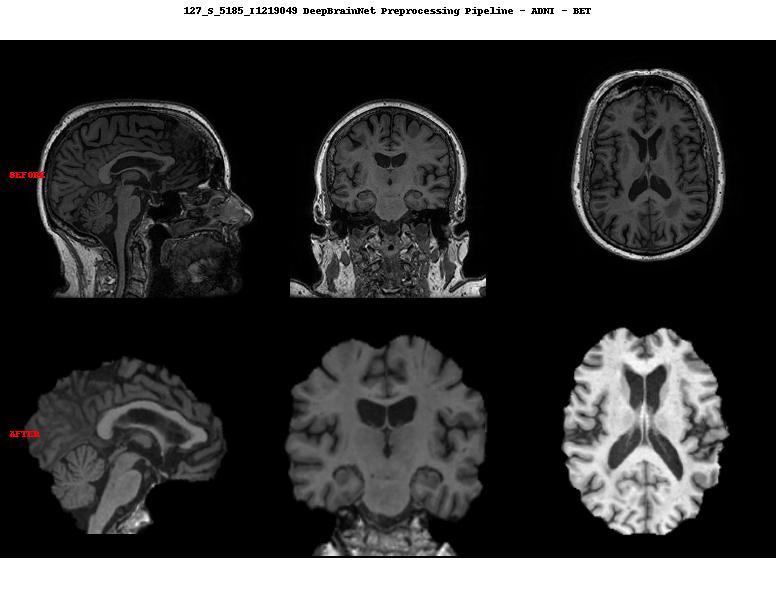 127_S_5185_I1219049 DeepBrainNet Preprocessing Pipeline - ADNI - BET
BEFORE
AFTER